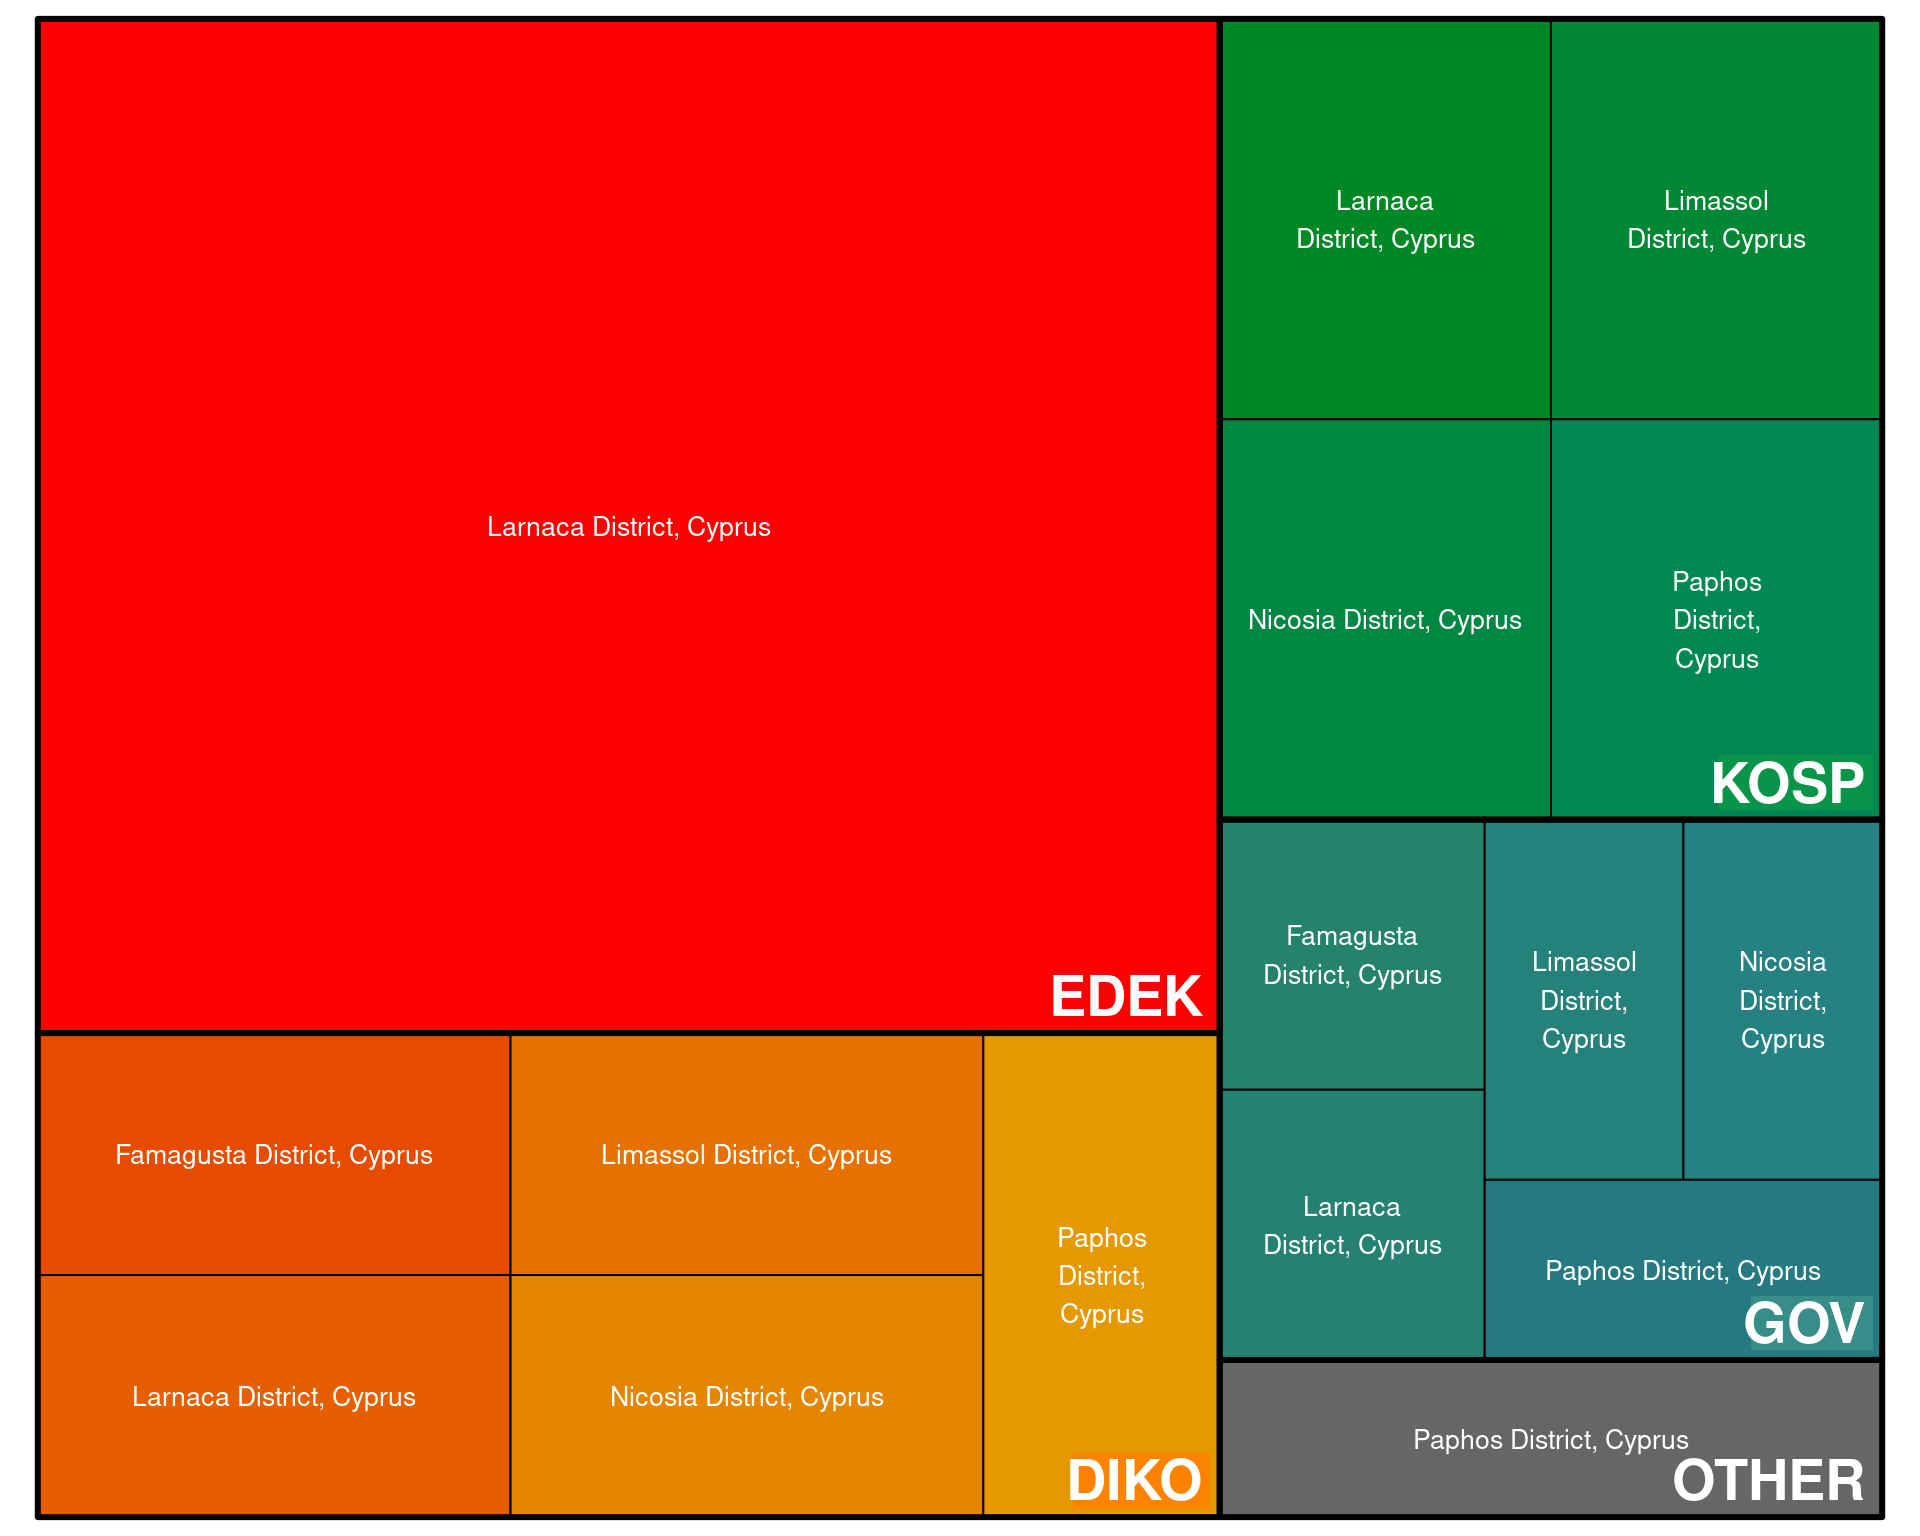 Larnaca District, Cyprus
EDEK
Famagusta District, Cyprus
Larnaca District, Cyprus
Limassol District, Cyprus
Nicosia District, Cyprus
Paphos
District,
Cyprus
DIKO
Larnaca
District, Cyprus
Limassol
District, Cyprus
Nicosia District, Cyprus
Paphos
District,
Cyprus
KOSP
Famagusta
District, Cyprus
Larnaca
District, Cyprus
Limassol
District,
Cyprus
Nicosia
District,
Cyprus
Paphos District, Cyprus
GOV
Paphos District, Cyprus
OTHER